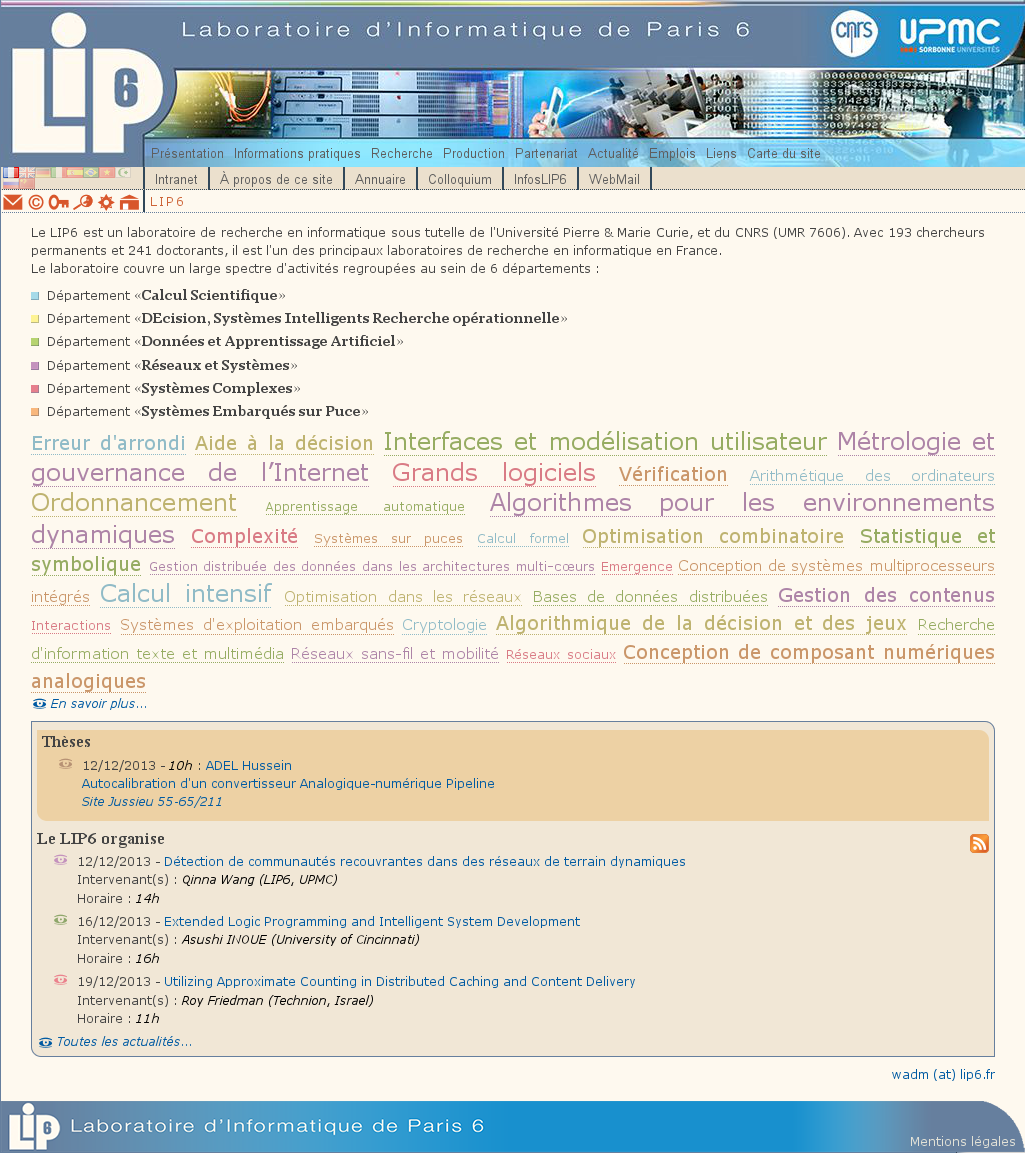 Laboratoire d'Informatique de Paris 6
cnrs
UPMC
SORBONNE UNIVERSITÉS
LIP 6
Présentation Informations pratiques Recherche Production Partenariat Actualité Emplois Liens Carte du site
Intranet À propos de ce site Annuaire Colloquium InfosLIP6 WebMail
LIP6
Le LIP6 est un laboratoire de recherche en informatique sous tutelle de l'Université Pierre & Marie Curie, et du CNRS (UMR 7606). Avec 193 chercheurs
permanents et 241 doctorants, il est l'un des principaux laboratoires de recherche en informatique en France.
Le laboratoire couvre un large spectre d'activités regroupées au sein de 6 départements :
Département «Calcul Scientifique»
Département «DEcision, Systèmes Intelligents Recherche opérationnelle»
Département «Données et Apprentissage Artificiel»
Département «Réseaux et Systèmes»
Département «Systèmes Complexes»
Département «Systèmes Embarqués sur Puce»
Erreur d'arrondi Aide à la décision Interfaces et modélisation utilisateur Métrologie et
gouvernance de l’Internet Grands logiciels Vérification Arithmétique des ordinateurs
Ordonnancement Apprentissage automatique Algorithmes pour les environnements
dynamiques Complexité Systèmes sur puces Calcul formel Optimisation combinatoire Statistique et
symbolique Gestion distribuée des données dans les architectures multi-cœurs Emergence Conception de systèmes multiprocesseurs
intégrés Calcul intensif Optimisation dans les réseaux Bases de données distribuées Gestion des contenus
Interactions Systèmes d'exploitation embarqués Cryptologie Algorithmique de la décision et des jeux Recherche
d'information texte et multimédia Réseaux sans-fil et mobilité Réseaux sociaux Conception de composant numériques
analogiques
En savoir plus...
Thèses
12/12/2013 - 10h : ADEL Hussein
Autocalibration d'un convertisseur Analogique-numérique Pipeline
Site Jussieu 55-65/211
Le LIP6 organise
12/12/2013 - Détection de communautés recouvrantes dans des réseaux de terrain dynamiques
Intervenant(s) : Qinna Wang (LIP6, UPMC)
Horaire : 14h
16/12/2013 - Extended Logic Programming and Intelligent System Development
Intervenant(s) : Asushi INOUE (University of Cincinnati)
Horaire : 16h
19/12/2013 - Utilizing Approximate Counting in Distributed Caching and Content Delivery
Intervenant(s) : Roy Friedman (Technion, Israel)
Horaire : 11h
Toutes les actualités...
wadm (at) lip6.fr
LIP 6 Laboratoire d'Informatique de Paris 6
Mentions légales